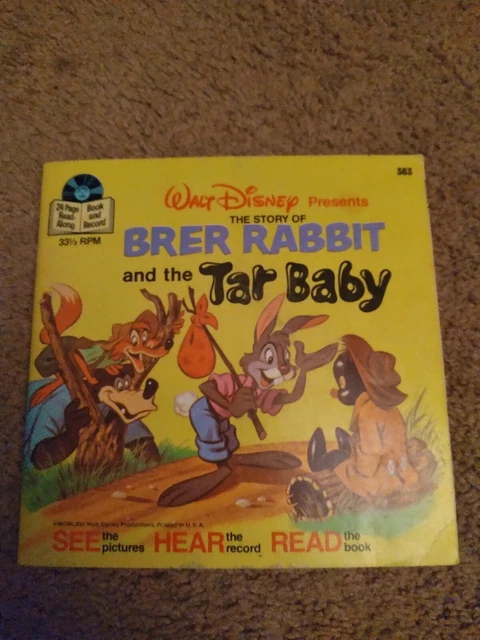 383
24 Page
Read-
Along
Book
and
Record
33⅓ RPM
WALT DISNEY Presents
THE STORY OF
BRER RABBIT
and the Tar Baby
Walt Disney Productions. Printed in U.S.A.
SEE the pictures HEAR the record READ the book